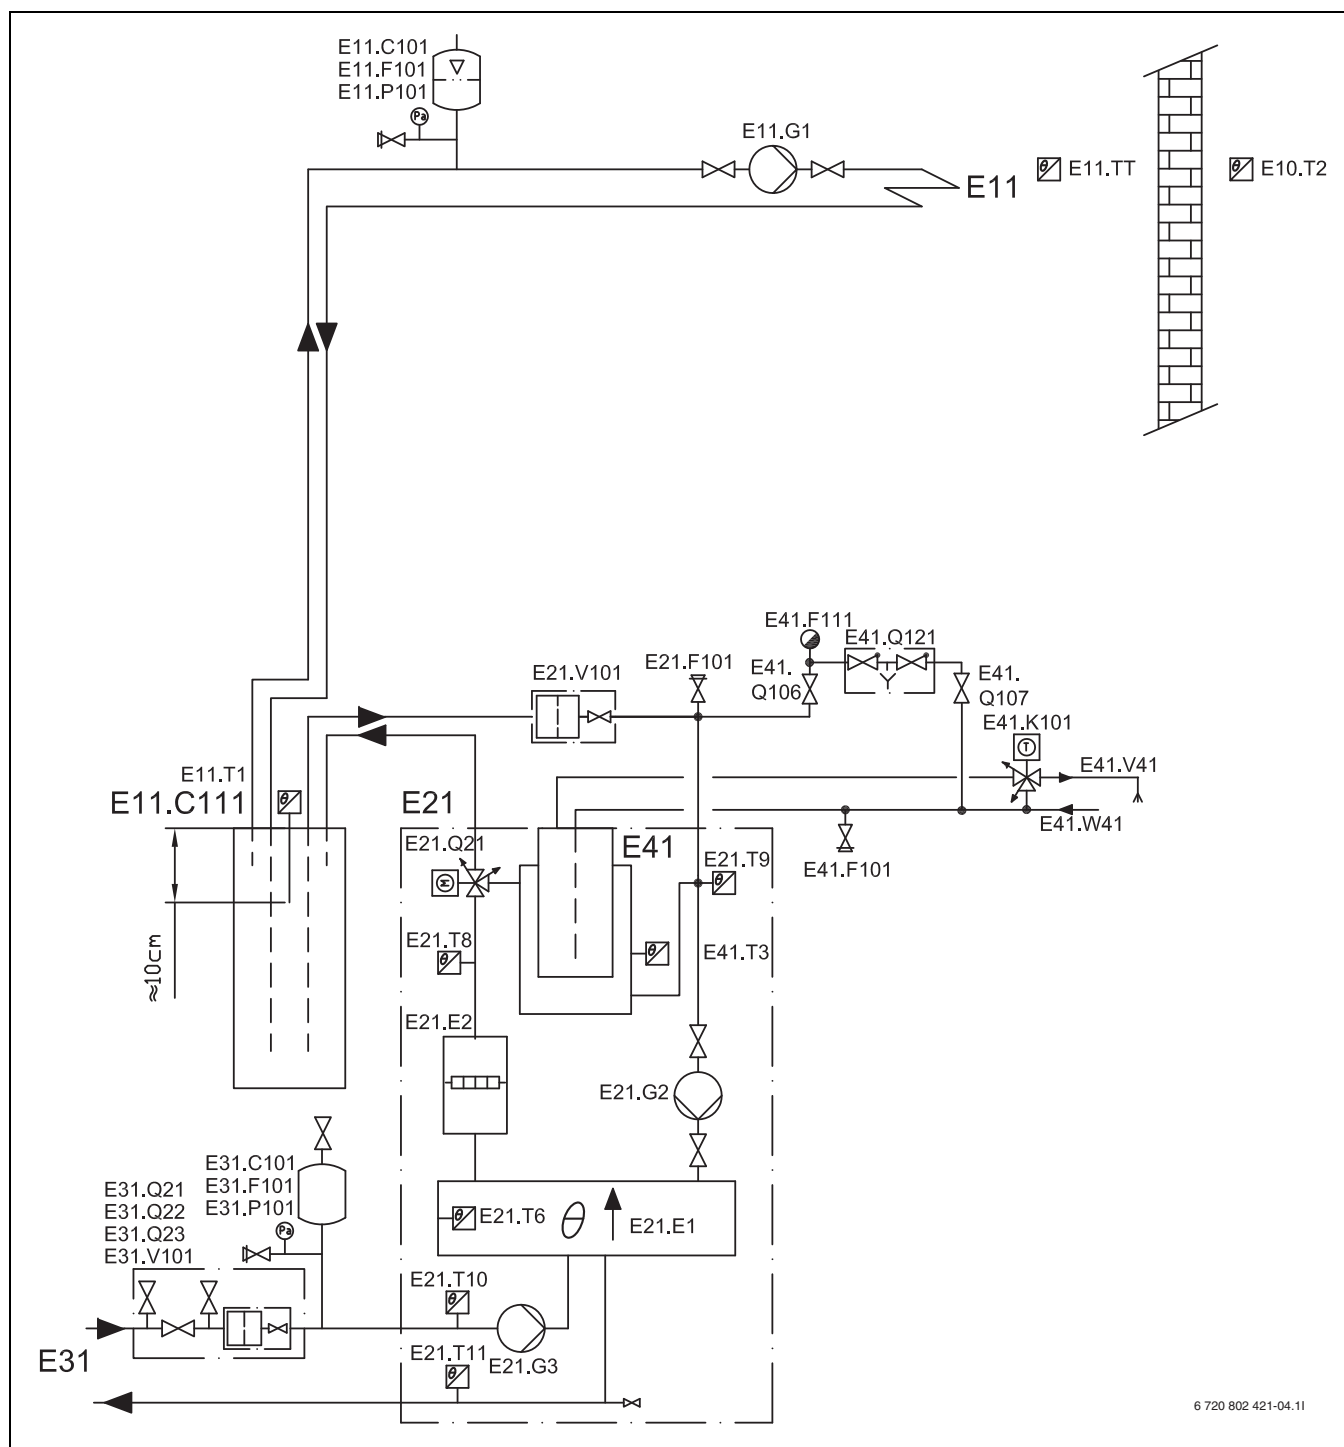 E11.C101
E11.F101
E11.P101
Pa
E11.G1
E11
θ E11.TT
θ E10.T2
E41.F111
E41.Q121
E21.V101
E21.F101
E41.
Q106
E41.
Q107
E41.K101
T
E11.T1
E11.C111
θ
E21
E41.V41
E41.W41
E21.Q21
E41
E21.T9
E41.F101
M
θ
E21.T8
θ
θ
E41.T3
≈10cm
E21.E2
E21.G2
E31.C101
E31.F101
E31.P101
E31.Q21
E31.Q22
E31.Q23
E31.V101
Pa
θ E21.T6
θ
E21.E1
E21.T10
θ
E31
E21.T11
E21.G3
θ
6 720 802 421-04.1I